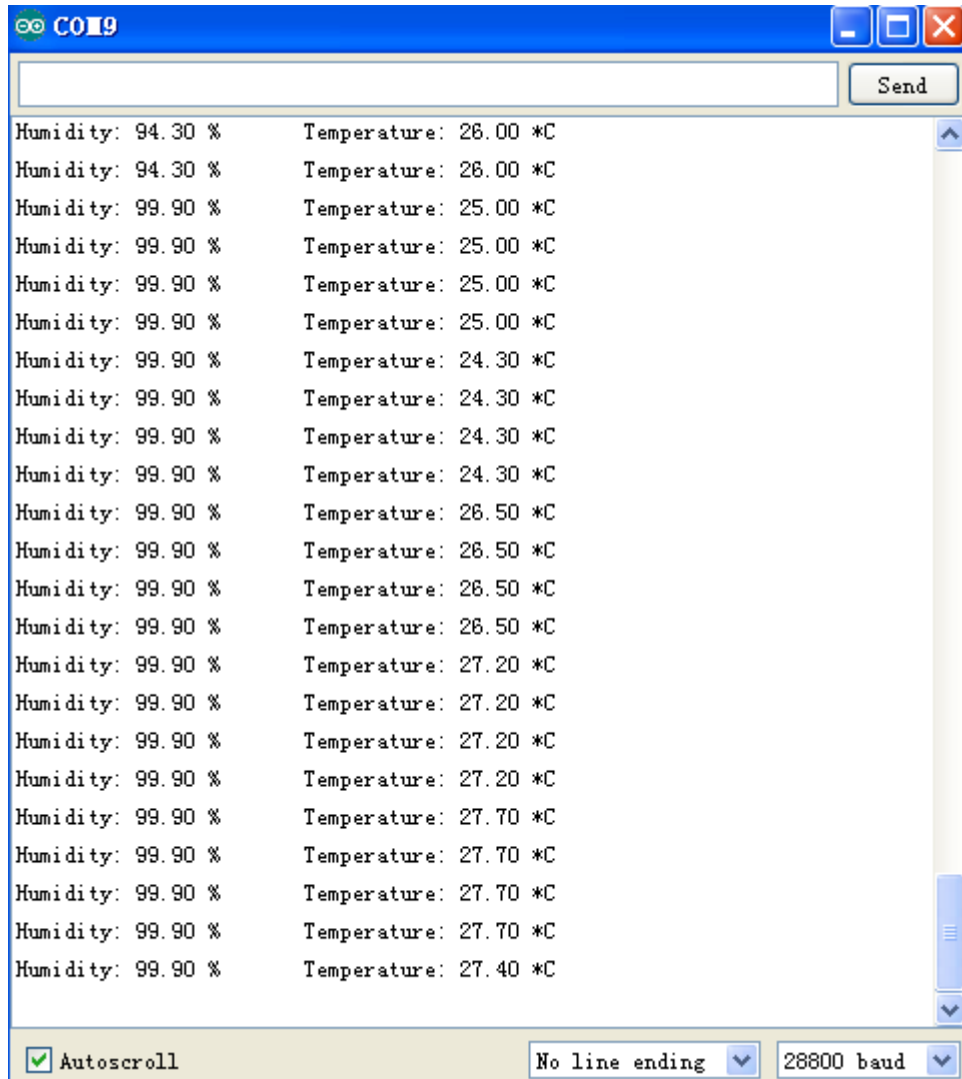 COM9
Send
Humidity: 94.30 % Temperature: 26.00 *C
Humidity: 94.30 % Temperature: 26.00 *C
Humidity: 99.90 % Temperature: 25.00 *C
Humidity: 99.90 % Temperature: 25.00 *C
Humidity: 99.90 % Temperature: 25.00 *C
Humidity: 99.90 % Temperature: 25.00 *C
Humidity: 99.90 % Temperature: 24.30 *C
Humidity: 99.90 % Temperature: 24.30 *C
Humidity: 99.90 % Temperature: 24.30 *C
Humidity: 99.90 % Temperature: 24.30 *C
Humidity: 99.90 % Temperature: 26.50 *C
Humidity: 99.90 % Temperature: 26.50 *C
Humidity: 99.90 % Temperature: 26.50 *C
Humidity: 99.90 % Temperature: 26.50 *C
Humidity: 99.90 % Temperature: 27.20 *C
Humidity: 99.90 % Temperature: 27.20 *C
Humidity: 99.90 % Temperature: 27.20 *C
Humidity: 99.90 % Temperature: 27.20 *C
Humidity: 99.90 % Temperature: 27.70 *C
Humidity: 99.90 % Temperature: 27.70 *C
Humidity: 99.90 % Temperature: 27.70 *C
Humidity: 99.90 % Temperature: 27.70 *C
Humidity: 99.90 % Temperature: 27.40 *C
Autoscroll No line ending 28800 baud